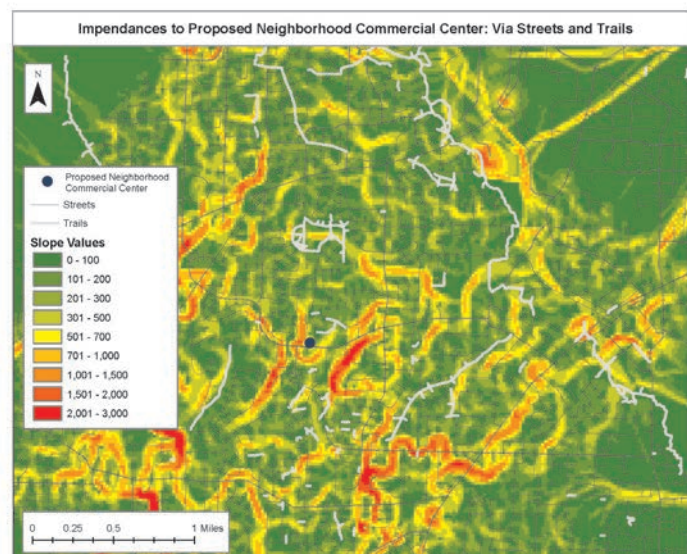 Impendances to Proposed Neighborhood Commercial Center: Via Streets and Trails
N
Proposed Neighborhood
Commercial Center
Streets
Trails
Slope Values
0 - 100
101 - 200
201 - 300
301 - 500
501 - 700
701 - 1,000
1,001 - 1,500
1,501 - 2,000
2,001 - 3,000
0 0.25 0.5 1 Miles